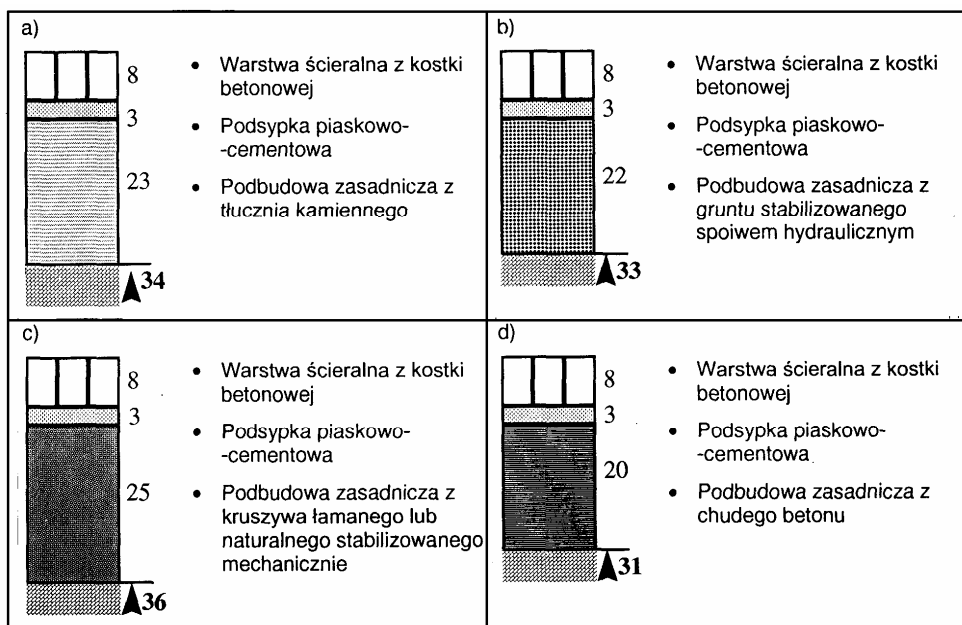 a)
8
3
23
34
• Warstwa ścieralna z kostki
betonowej
• Podsypka piaskowo-
-cementowa
• Podbudowa zasadnicza z
tłucznia kamiennego
b)
8
3
22
33
• Warstwa ścieralna z kostki
betonowej
• Podsypka piaskowo-
-cementowa
• Podbudowa zasadnicza z
gruntu stabilizowanego
spoiwem hydraulicznym
c)
8
3
25
36
• Warstwa ścieralna z kostki
betonowej
• Podsypka piaskowo-
-cementowa
• Podbudowa zasadnicza z
kruszywa łamanego lub
naturalnego stabilizowanego
mechanicznie
d)
8
3
20
31
• Warstwa ścieralna z kostki
betonowej
• Podsypka piaskowo-
-cementowa
• Podbudowa zasadnicza z
chudego betonu